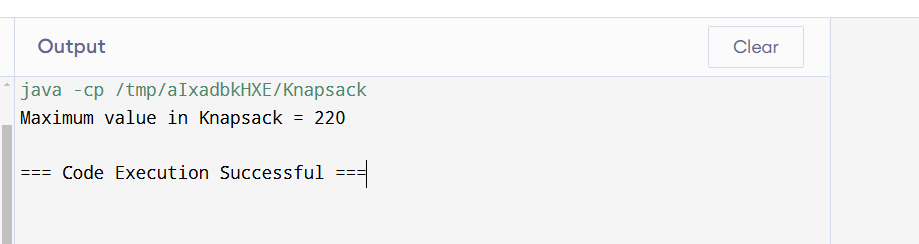 Output
Clear
java -cp /tmp/aIxadbkHXE/Knapsack
Maximum value in Knapsack = 220
=== Code Execution Successful ===